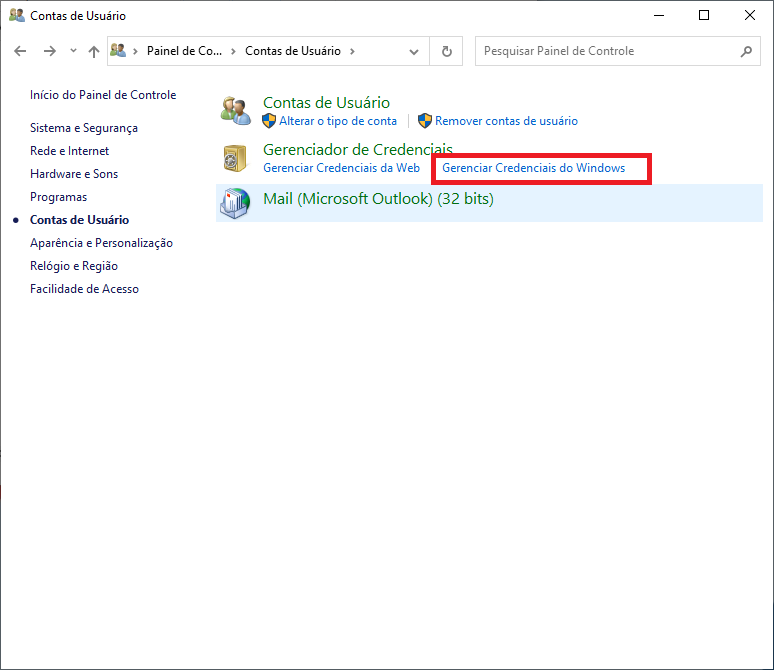 Contas de Usuário
Painel de Co... Contas de Usuário
Pesquisar Painel de Controle
Início do Painel de Controle
Sistema e Segurança
Rede e Internet
Hardware e Sons
Programas
Contas de Usuário
Aparência e Personalização
Relógio e Região
Facilidade de Acesso
Contas de Usuário
Alterar o tipo de conta
Remover contas de usuário
Gerenciador de Credenciais
Gerenciar Credenciais da Web
Gerenciar Credenciais do Windows
Mail (Microsoft Outlook) (32 bits)